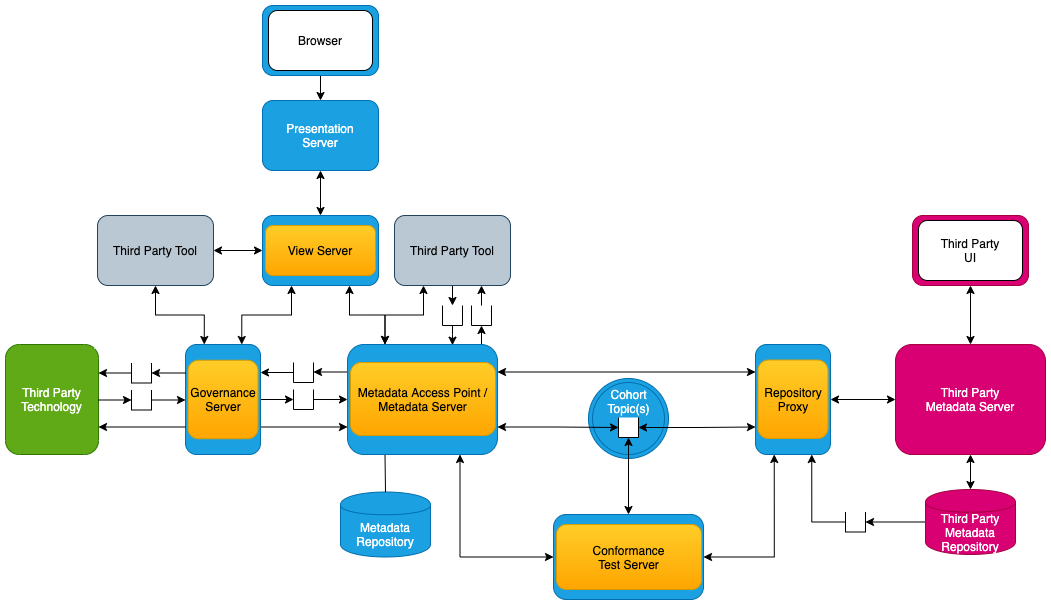 Browser
Presentation
Server
Third Party Tool
View Server
Third Party Tool
Third Party
UI
Third Party
Technology
Governance
Server
Metadata Access Point /
Metadata Server
Cohort
Topic(s)
Repository
Proxy
Third Party
Metadata Server
Metadata
Repository
Conformance
Test Server
Third Party
Metadata
Repository